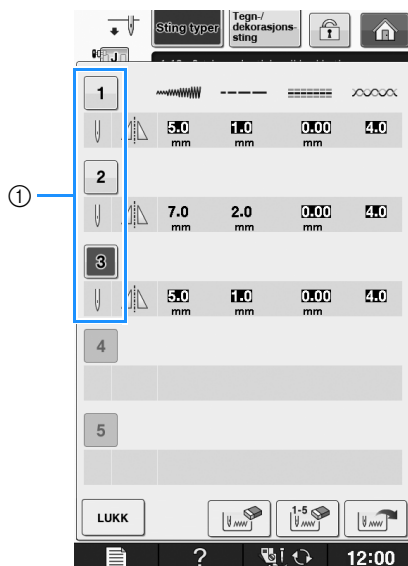 Sting typer
Tegn-/
dekorasjons-
sting
J
1
5.0 1.0 0.00 4.0
mm mm mm
2
7.0 2.0 0.00 4.0
mm mm mm
①
3
5.0 1.0 0.00 4.0
mm mm mm
4
5
LUKK
1-5
? 12:00